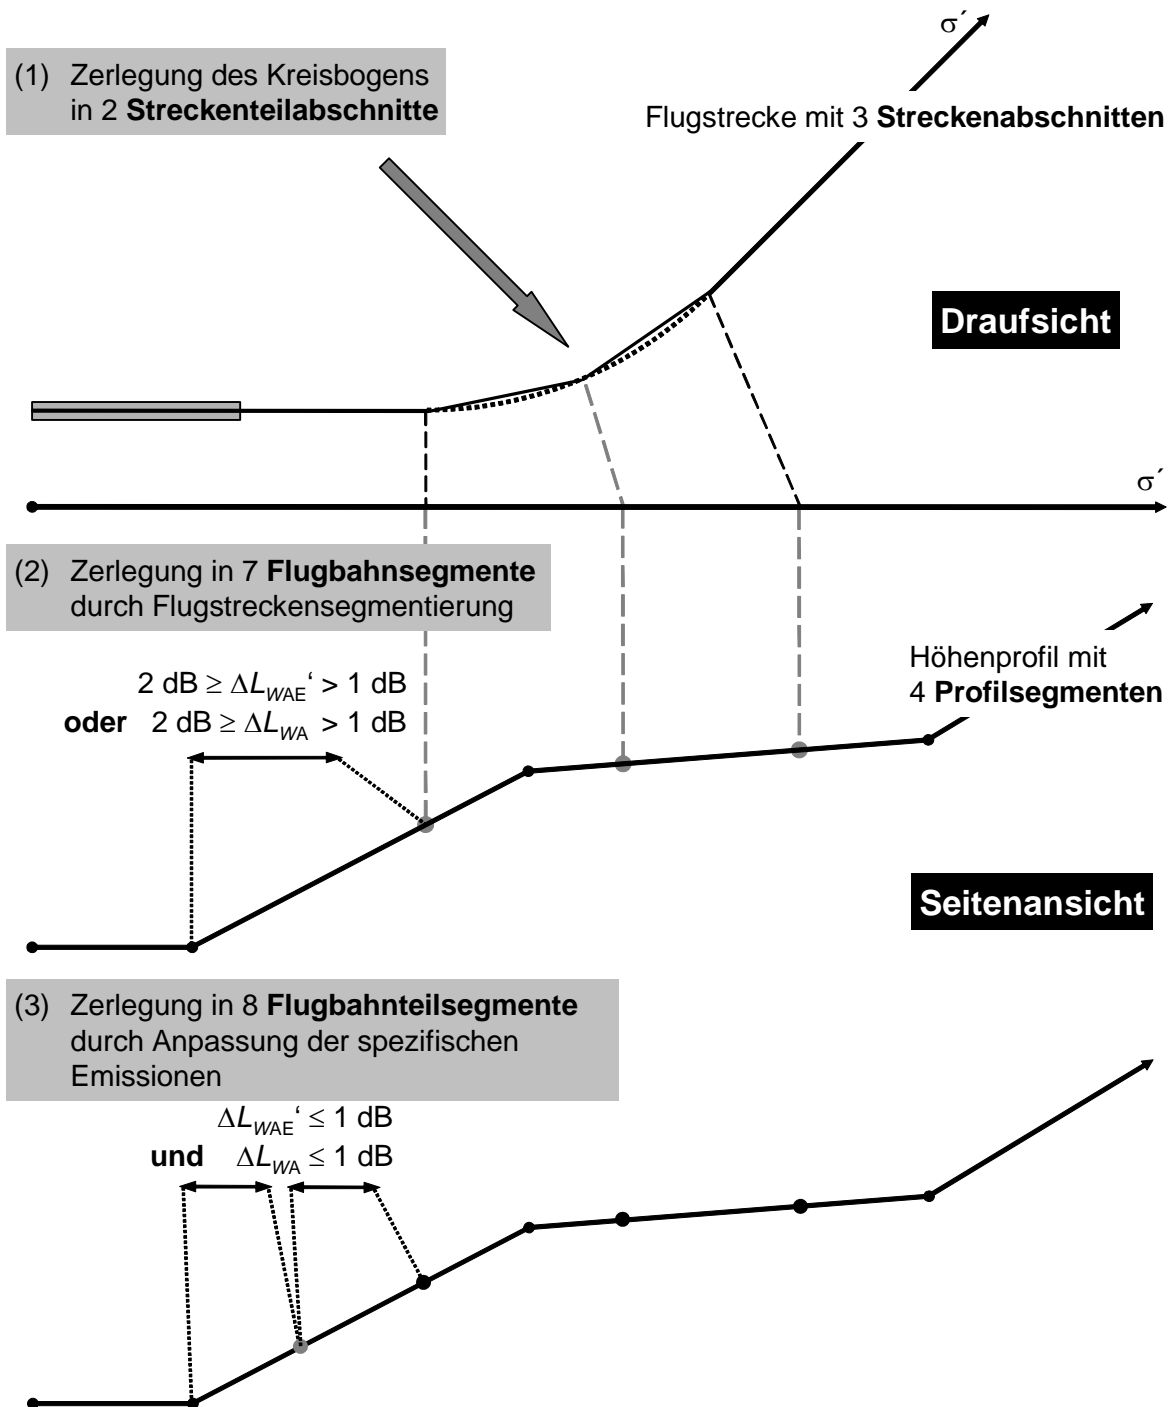 σ´
(1) Zerlegung des Kreisbogens
in 2 Streckenteilabschnitte
Flugstrecke mit 3 Streckenabschnitten
Draufsicht
σ´
(2) Zerlegung in 7 Flugbahnsegmente
durch Flugstreckensegmentierung
2 dB ≥ ΔL_WAE‘ > 1 dB
oder 2 dB ≥ ΔL_WA > 1 dB
Höhenprofil mit
4 Profilsegmenten
Seitenansicht
(3) Zerlegung in 8 Flugbahnteilsegmente
durch Anpassung der spezifischen
Emissionen
ΔL_WAE‘ ≤ 1 dB
und ΔL_WA ≤ 1 dB